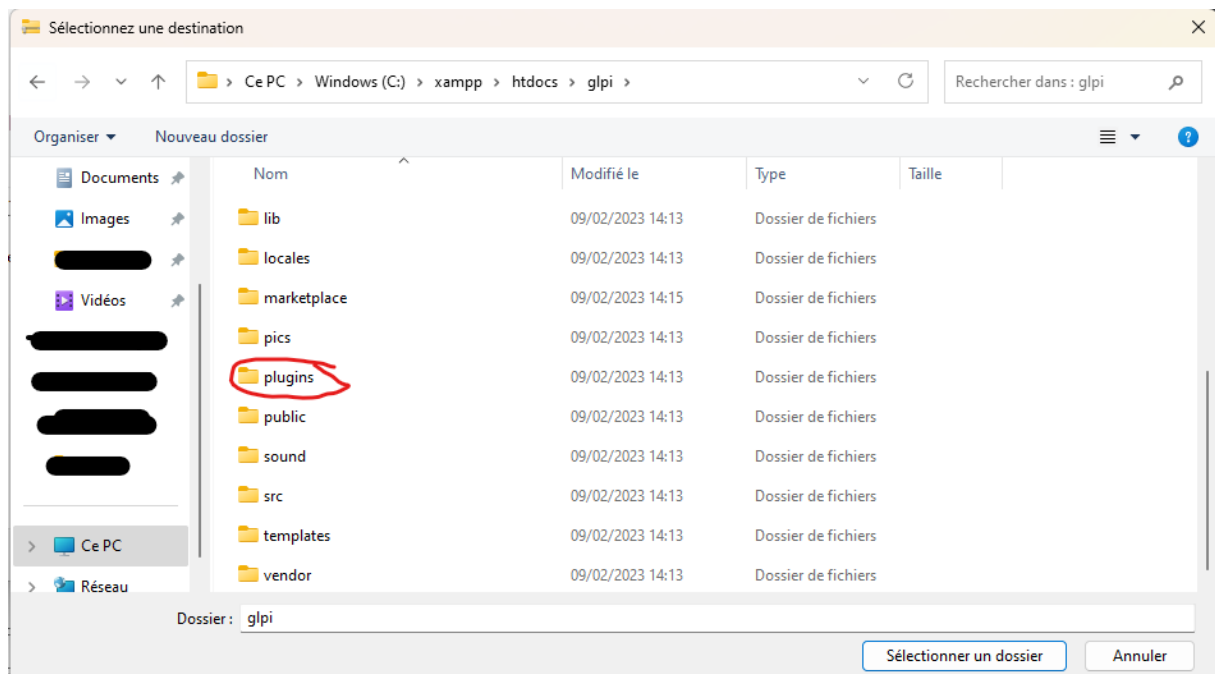 Sélectionnez une destination
Ce PC > Windows (C:) > xampp > htdocs > glpi >
Rechercher dans : glpi
Organiser
Nouveau dossier
Nom
Modifié le
Type
Taille
Documents
Images
Vidéos
Ce PC
Réseau
lib 09/02/2023 14:13 Dossier de fichiers
locales 09/02/2023 14:13 Dossier de fichiers
marketplace 09/02/2023 14:15 Dossier de fichiers
pics 09/02/2023 14:13 Dossier de fichiers
plugins 09/02/2023 14:13 Dossier de fichiers
public 09/02/2023 14:13 Dossier de fichiers
sound 09/02/2023 14:13 Dossier de fichiers
src 09/02/2023 14:13 Dossier de fichiers
templates 09/02/2023 14:13 Dossier de fichiers
vendor 09/02/2023 14:13 Dossier de fichiers
Dossier : glpi
Sélectionner un dossier
Annuler